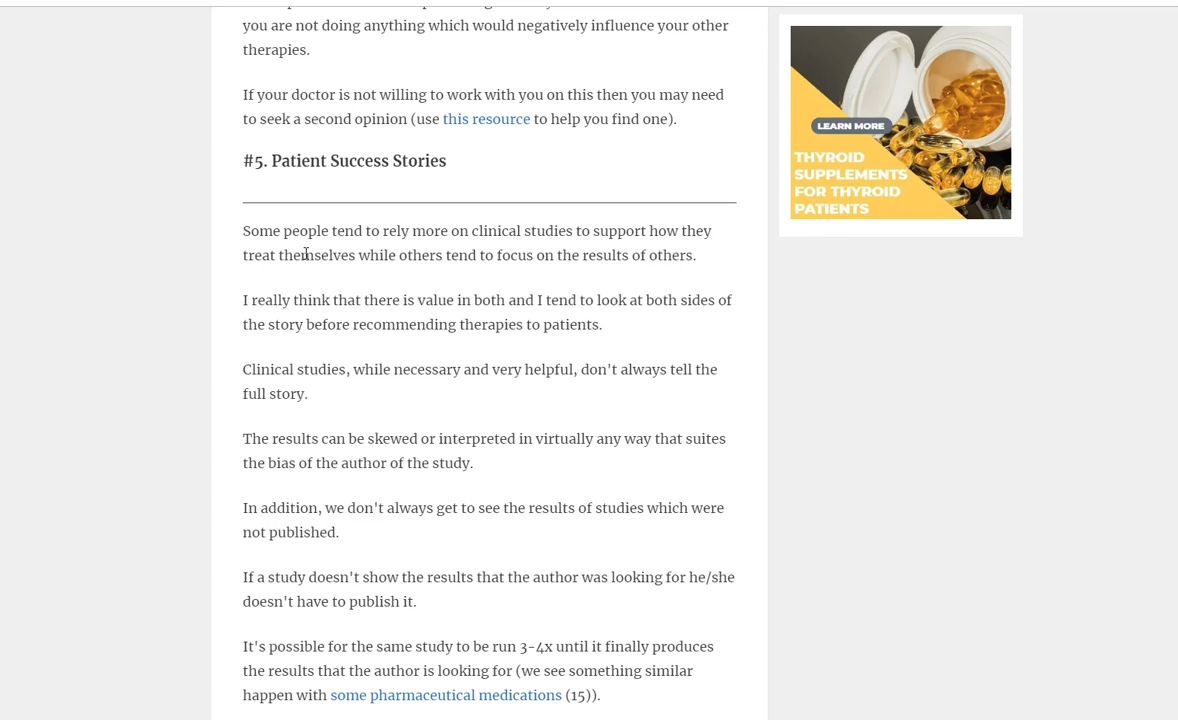 you are not doing anything which would negatively influence your other
therapies.
If your doctor is not willing to work with you on this then you may need
to seek a second opinion (use this resource to help you find one).
#5. Patient Success Stories
Some people tend to rely more on clinical studies to support how they
treat themselves while others tend to focus on the results of others.
I really think that there is value in both and I tend to look at both sides of
the story before recommending therapies to patients.
Clinical studies, while necessary and very helpful, don't always tell the
full story.
The results can be skewed or interpreted in virtually any way that suites
the bias of the author of the study.
In addition, we don't always get to see the results of studies which were
not published.
If a study doesn't show the results that the author was looking for he/she
doesn't have to publish it.
It's possible for the same study to be run 3-4x until it finally produces
the results that the author is looking for (we see something similar
happen with some pharmaceutical medications (15)).
LEARN MORE
THYROID
SUPPLEMENTS
FOR THYROID
PATIENTS